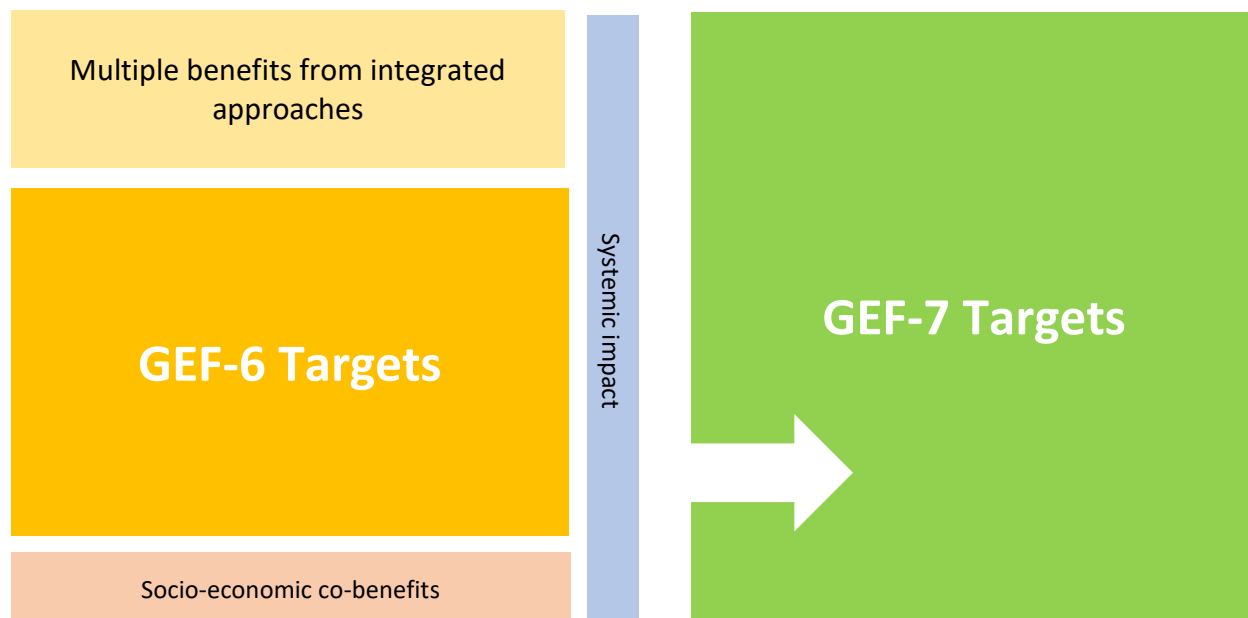 Multiple benefits from integrated
approaches
GEF-6 Targets
Socio-economic co-benefits
Systemic impact
GEF-7 Targets